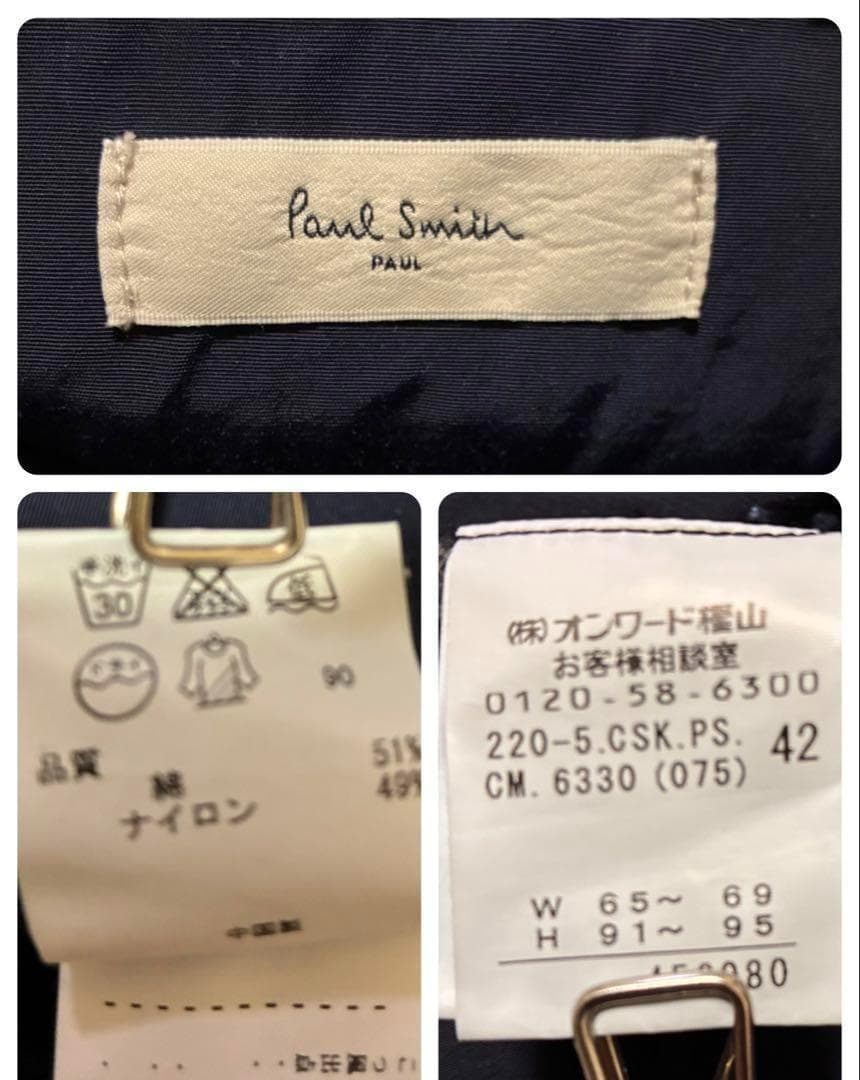 Paul Smith
PAUL
手洗イ
30
低
90
品質
綿 51%
ナイロン 49%
中国製
(株)オンワード樫山
お客様相談室
0120-58-6300
220-5.CSK.PS. 42
CM. 6330 (075)
W 65~ 69
H 91~ 95